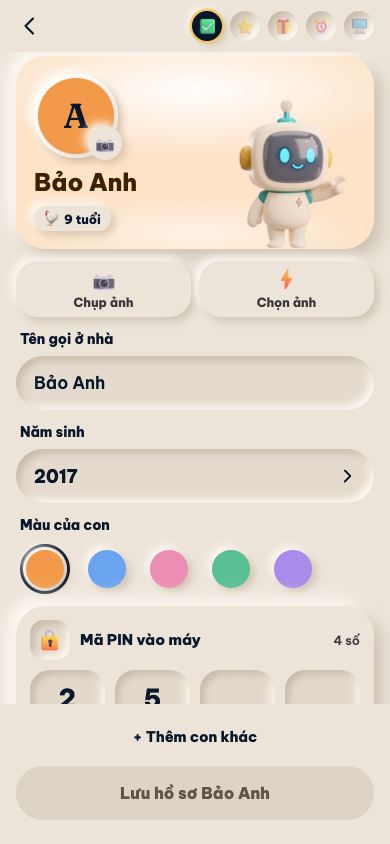 A
Bảo Anh
9 tuổi
Chụp ảnh
Chọn ảnh
Tên gọi ở nhà
Bảo Anh
Năm sinh
2017
Màu của con
Mã PIN vào máy
4 số
2 5
+ Thêm con khác
Lưu hồ sơ Bảo Anh